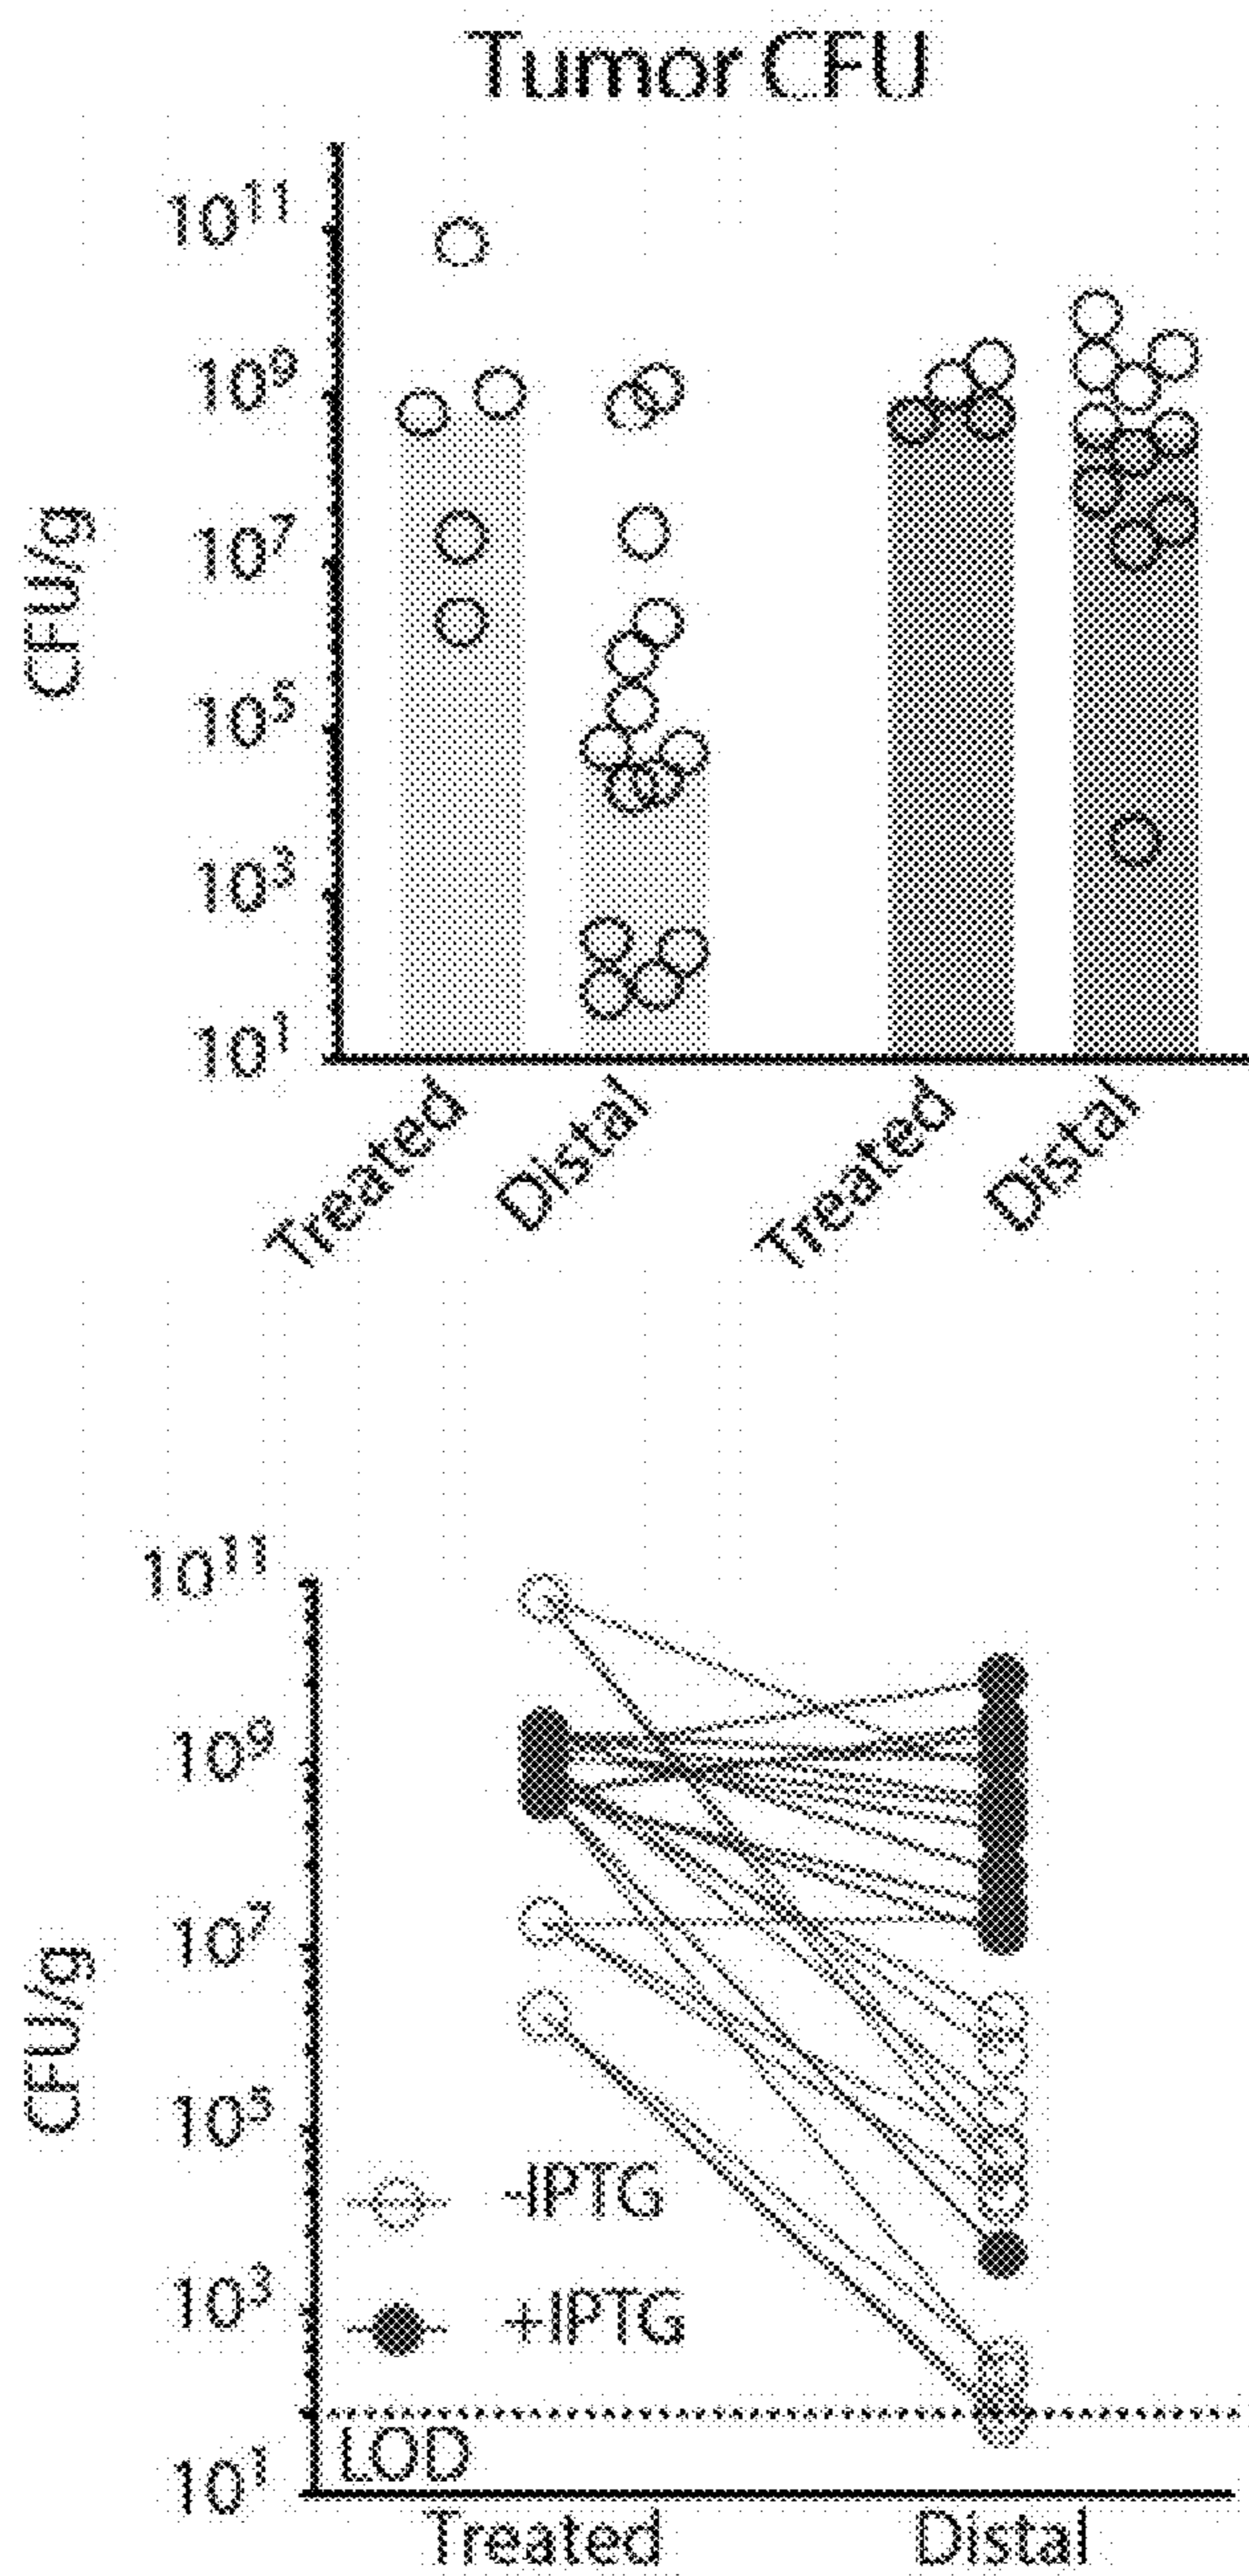 Tumor CFU
10¹¹
10⁹
10⁷
10⁵
10³
10¹
CFU/g
Treated
Distal
Treated
Distal
10¹¹
10⁹
10⁷
10⁵
10³
10¹
CFU/g
-IPTG
+IPTG
LOD
Treated
Distal